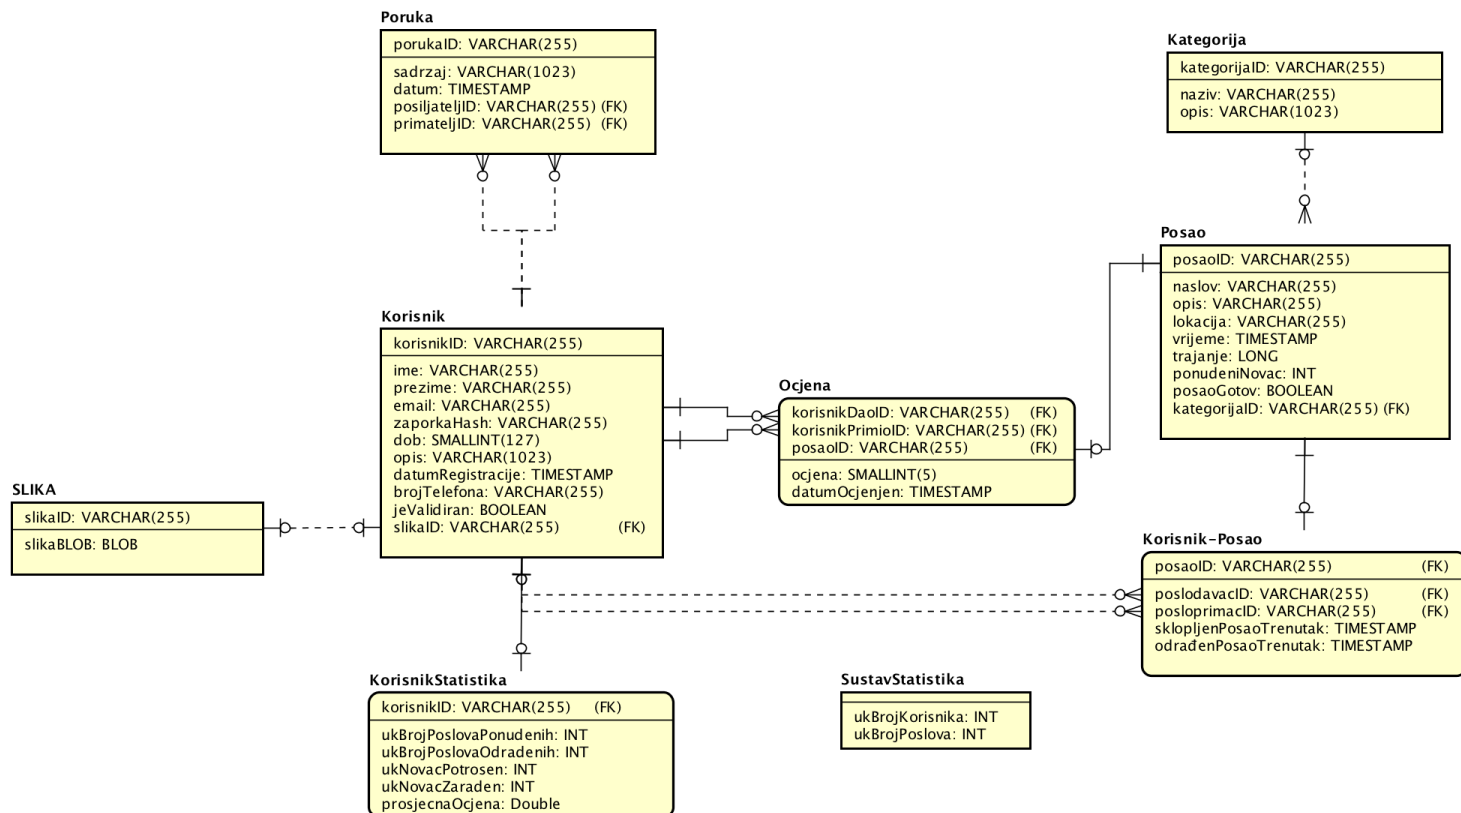 Poruka
porukaID: VARCHAR(255)
sadrzaj: VARCHAR(1023)
datum: TIMESTAMP
posiljateljID: VARCHAR(255) (FK)
primateljID: VARCHAR(255) (FK)
Kategorija
kategorijaID: VARCHAR(255)
naziv: VARCHAR(255)
opis: VARCHAR(1023)
Posao
posaoID: VARCHAR(255)
naslov: VARCHAR(255)
opis: VARCHAR(255)
lokacija: VARCHAR(255)
vrijeme: TIMESTAMP
trajanje: LONG
ponudeniNovac: INT
posaoGotov: BOOLEAN
kategorijaID: VARCHAR(255) (FK)
Korisnik
korisnikID: VARCHAR(255)
ime: VARCHAR(255)
prezime: VARCHAR(255)
email: VARCHAR(255)
zaporkaHash: VARCHAR(255)
dob: SMALLINT(127)
opis: VARCHAR(1023)
datumRegistracije: TIMESTAMP
brojTelefona: VARCHAR(255)
jeValidiran: BOOLEAN
slikaID: VARCHAR(255) (FK)
Ocjena
korisnikDaoID: VARCHAR(255) (FK)
korisnikPrimioID: VARCHAR(255) (FK)
posaoID: VARCHAR(255) (FK)
ocjena: SMALLINT(5)
datumOcjenjen: TIMESTAMP
SLIKA
slikaID: VARCHAR(255)
slikaBLOB: BLOB
Korisnik-Posao
posaoID: VARCHAR(255) (FK)
poslodavacID: VARCHAR(255) (FK)
posloprimacID: VARCHAR(255) (FK)
sklopljenPosaoTrenutak: TIMESTAMP
odrađenPosaoTrenutak: TIMESTAMP
KorisnikStatistika
korisnikID: VARCHAR(255) (FK)
ukBrojPoslovaPonudenih: INT
ukBrojPoslovaOdradenih: INT
ukNovacPotrosen: INT
ukNovacZaraden: INT
prosjecnaOcjena: Double
SustavStatistika
ukBrojKorisnika: INT
ukBrojPoslova: INT